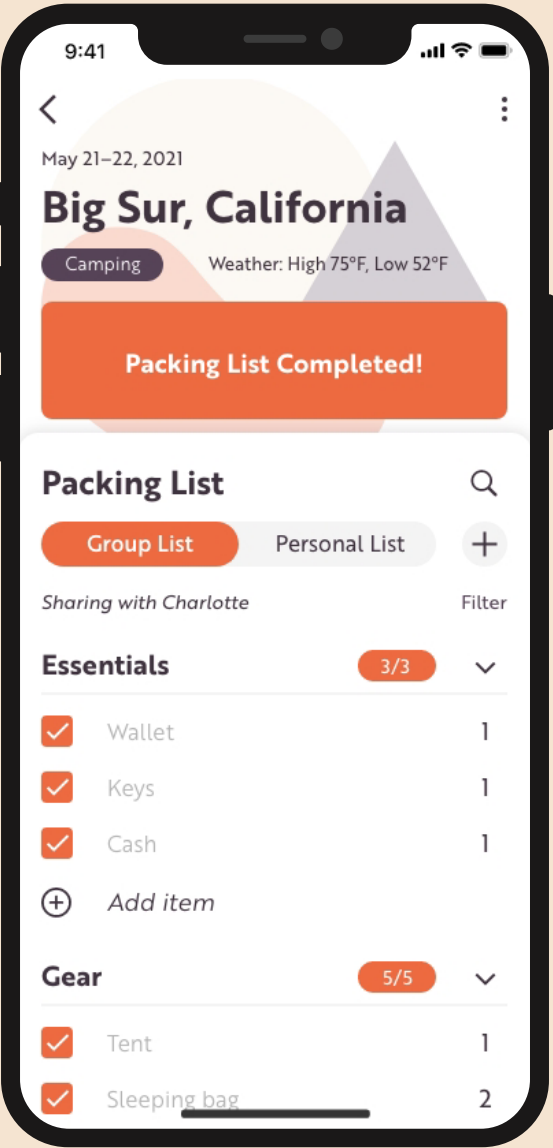 9:41
May 21–22, 2021
Big Sur, California
Camping Weather: High 75°F, Low 52°F
Packing List Completed!
Packing List
Group List Personal List
Sharing with Charlotte Filter
Essentials 3/3
Wallet 1
Keys 1
Cash 1
Add item
Gear 5/5
Tent 1
Sleeping bag 2